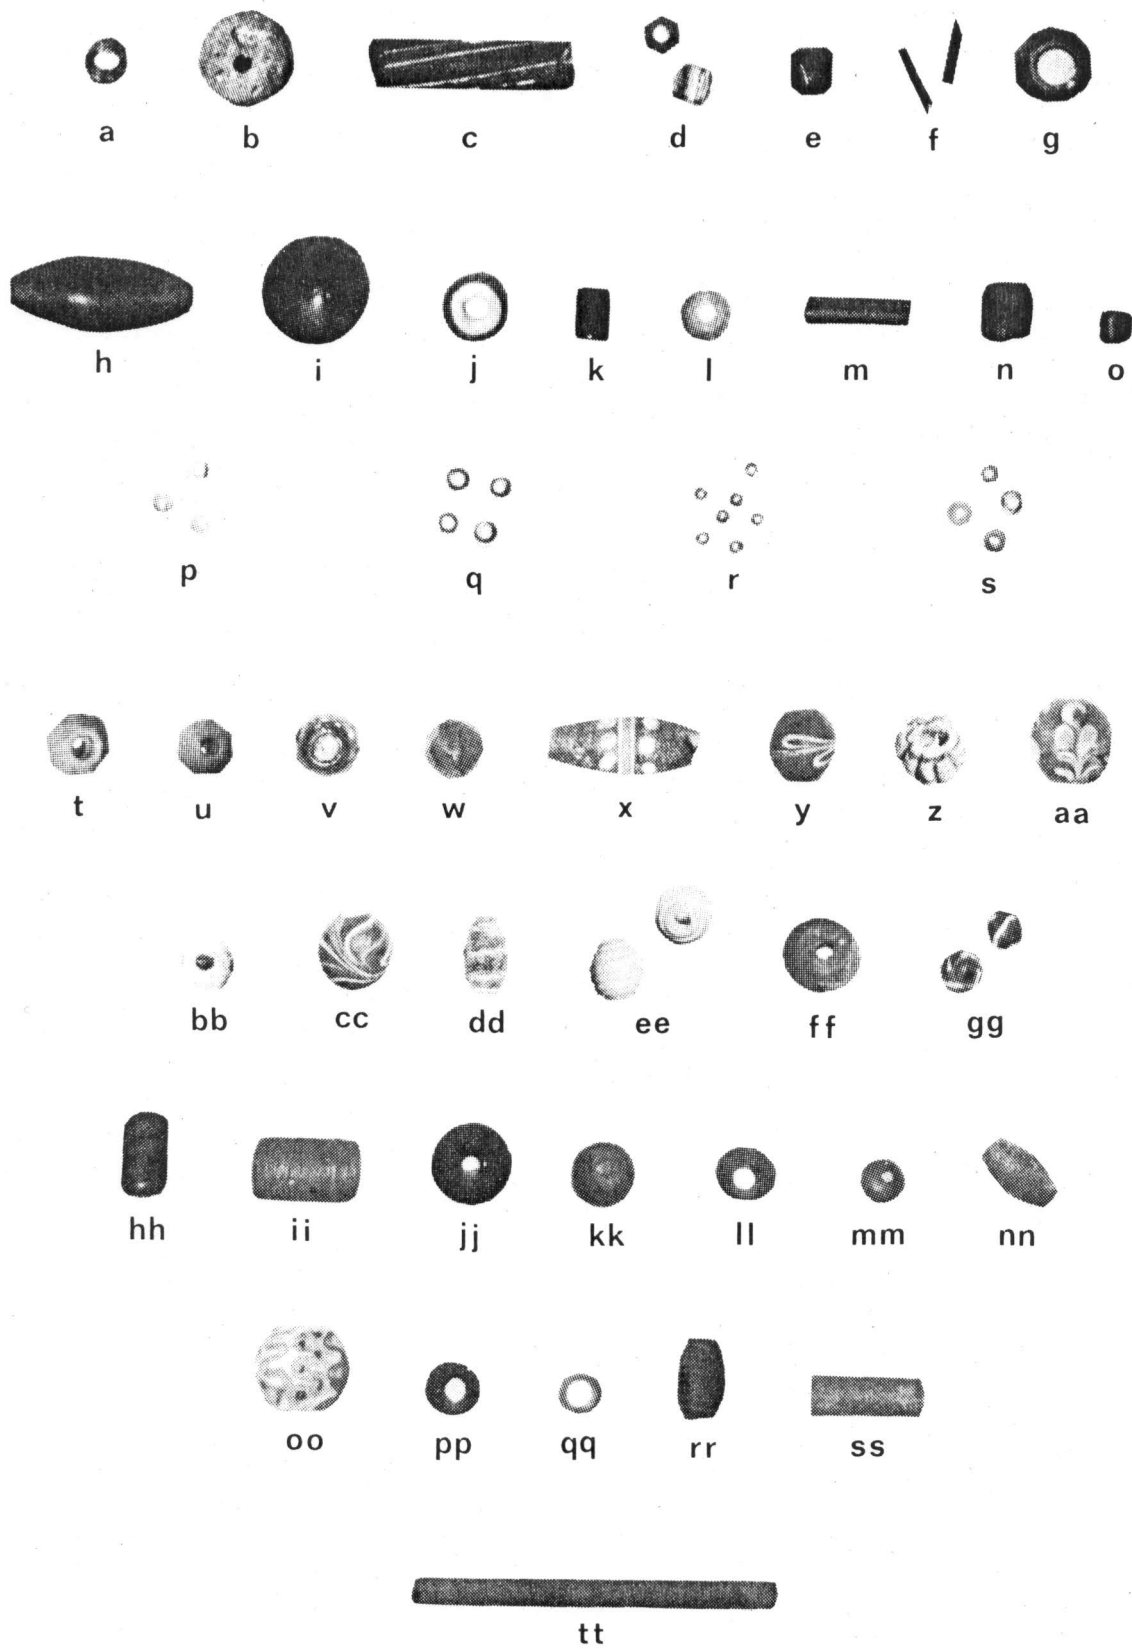 a b c d e f g
h i j k l m n o
p q r s
t u v w x y z aa
bb cc dd ee ff gg
hh ii jj kk ll mm nn
oo pp qq rr ss
tt